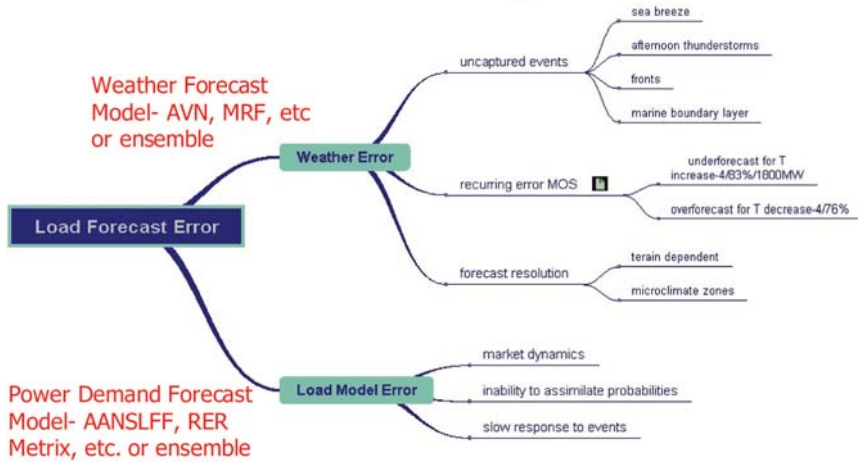 sea breeze
afternoon thunderstorms
uncaptured events
fronts
marine boundary layer
Weather Forecast
Model- AVN, MRF, etc
or ensemble
Weather Error
underforecast for T
increase-4/83%/1800MW
recurring error MOS
overforecast for T decrease-4/76%
Load Forecast Error
terain dependent
forecast resolution
microclimate zones
market dynamics
Load Model Error
inability to assimilate probabilities
slow response to events
Power Demand Forecast
Model- AANSLFF, RER
Metrix, etc. or ensemble